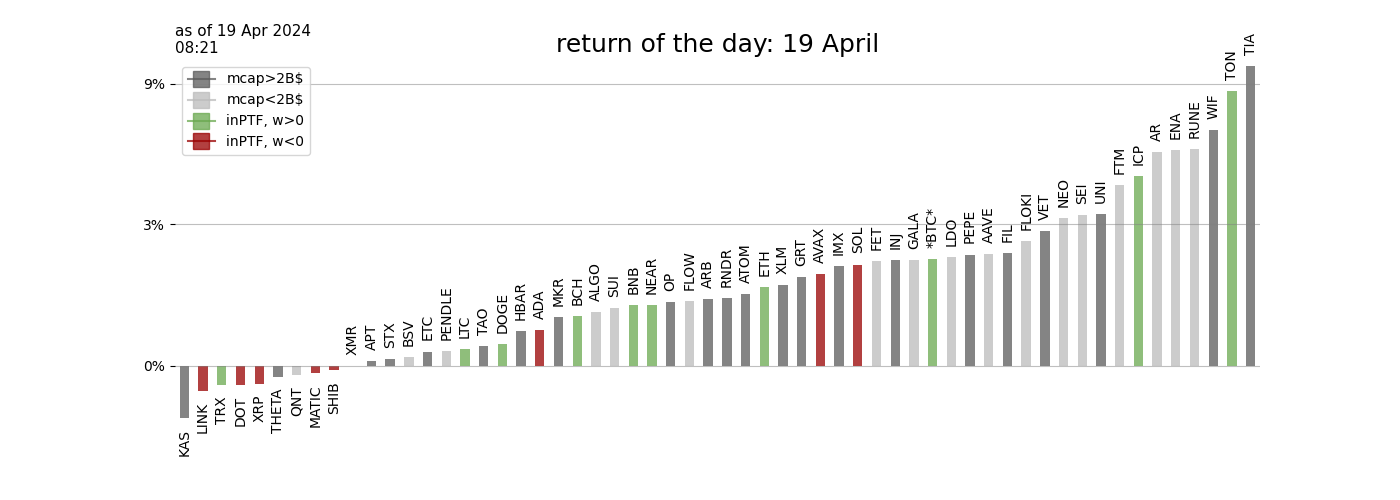 as of 19 Apr 2024
08:21
return of the day: 19 April
mcap>2B$
mcap<2B$
inPTF, w>0
inPTF, w<0
9%
3%
0%
KAS
LINK
TRX
DOT
XRP
THETA
QNT
MATIC
SHIB
XMR
APT
STX
BSV
ETC
PENDLE
LTC
TAO
DOGE
HBAR
ADA
MKR
BCH
ALGO
SUI
BNB
NEAR
OP
FLOW
ARB
RNDR
ATOM
ETH
XLM
GRT
AVAX
IMX
SOL
FET
INJ
GALA
*BTC*
LDO
PEPE
AAVE
FIL
FLOKI
VET
NEO
SEI
UNI
FTM
ICP
AR
ENA
RUNE
WIF
TON
TIA